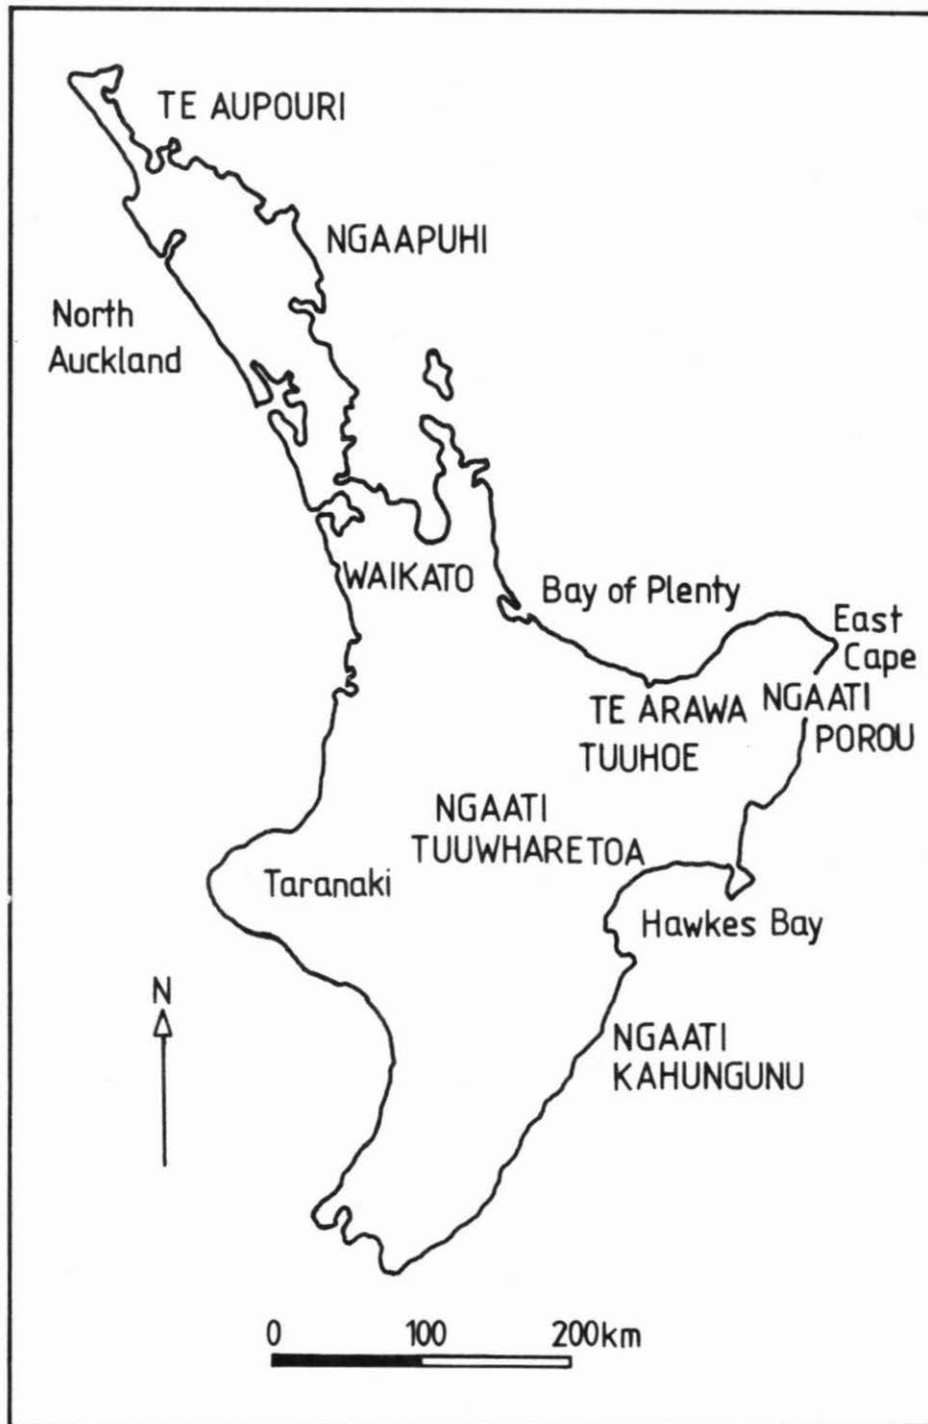 TE AUPOURI
NGAAPUHI
North
Auckland
WAIKATO
Bay of Plenty
East
Cape
TE ARAWA
NGAATI
POROU
TUUHOE
NGAATI
TUUWHARETOA
Taranaki
Hawkes Bay
N
NGAATI
KAHUNGUNU
0 100 200km